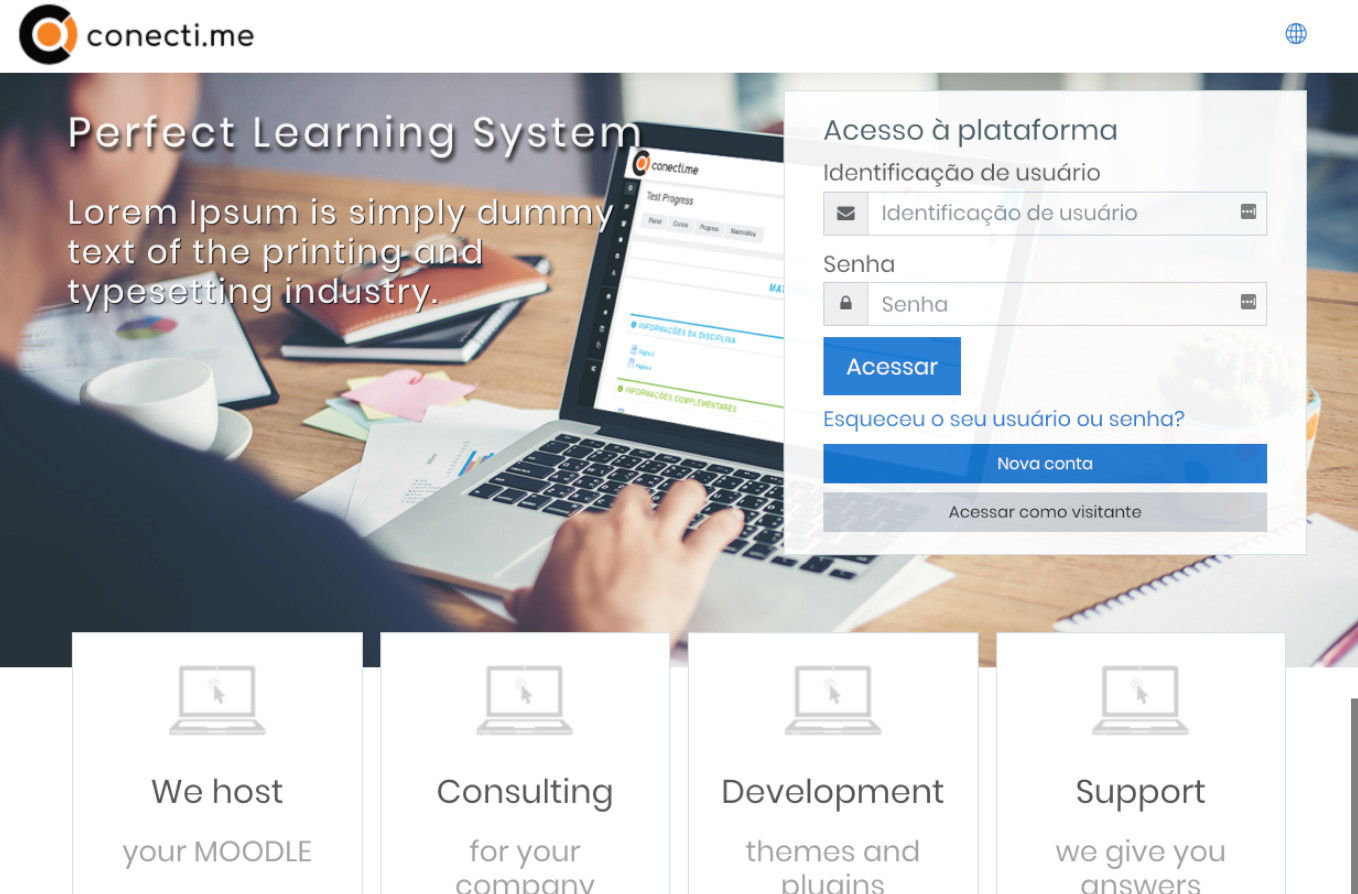 conecti.me
Perfect Learning System
Lorem Ipsum is simply dummy
text of the printing and
typesetting industry.
conecti.me
Test Progress
Painel
Cursos
Progress
Matemática
INFORMAÇÕES DA DISCIPLINA
INFORMAÇÕES COMPLEMENTARES
Acesso à plataforma
Identificação de usuário
Identificação de usuário
Senha
Senha
Acessar
Esqueceu o seu usuário ou senha?
Nova conta
Acessar como visitante
We host
your MOODLE
Consulting
for your
company
Development
themes and
plugins
Support
we give you
answers